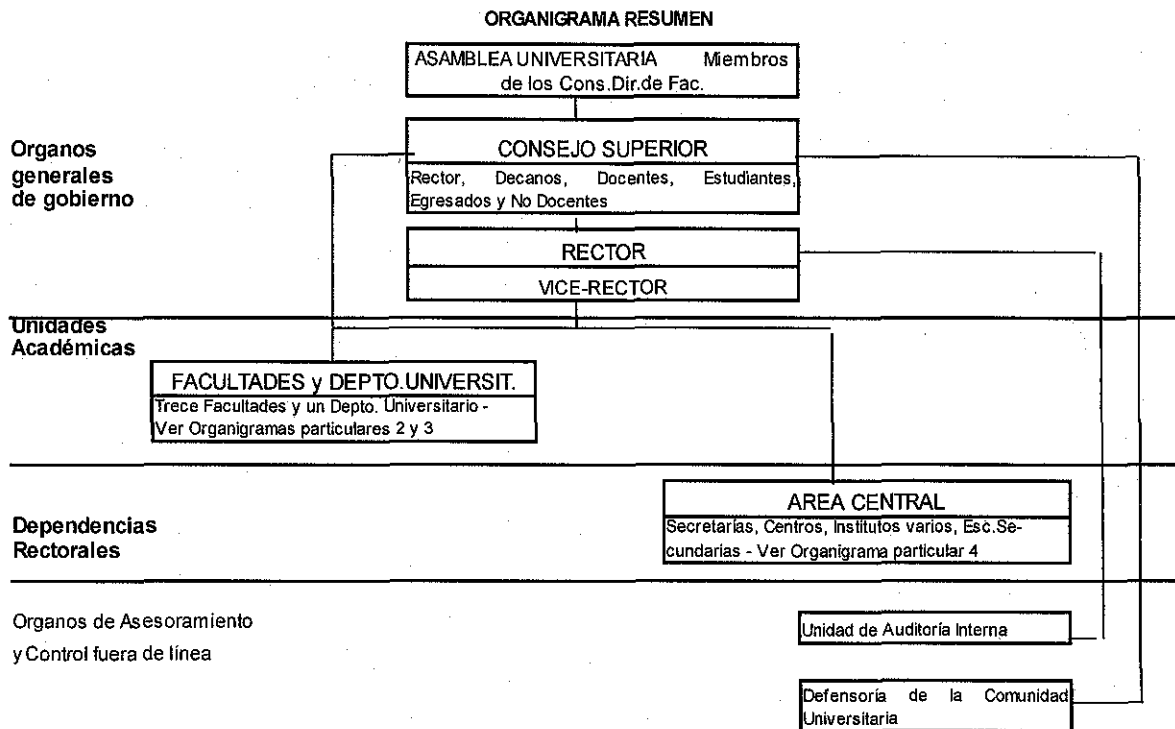 ORGANIGRAMA RESUMEN
ASAMBLEA UNIVERSITARIA Miembros
de los Cons.Dir.de Fac.
Organos
generales
de gobierno
CONSEJO SUPERIOR
Rector, Decanos, Docentes, Estudiantes,
Egresados y No Docentes
RECTOR
VICE-RECTOR
Unidades
Académicas
FACULTADES y DEPTO.UNIVERSIT.
Trece Facultades y un Depto. Universitario -
Ver Organigramas particulares 2 y 3
Dependencias
Rectorales
AREA CENTRAL
Secretarías, Centros, Institutos varios, Esc.Se-
cundarias - Ver Organigrama particular 4
Organos de Asesoramiento
y Control fuera de línea
Unidad de Auditoría Interna
Defensoría de la Comunidad
Universitaria